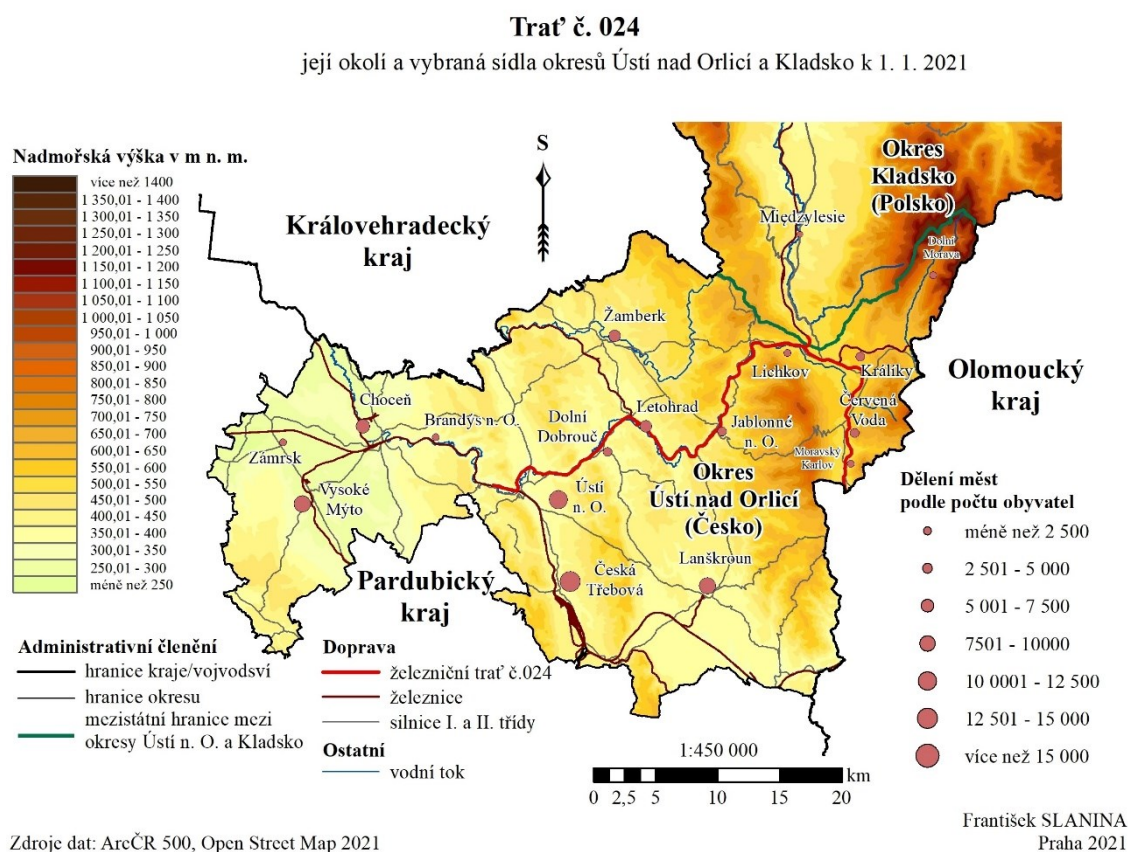 Trať č. 024
její okolí a vybraná sídla okresů Ústí nad Orlicí a Kladsko k 1. 1. 2021
Nadmořská výška v m n. m.
více než 1400
1 350,01 - 1 400
1 300,01 - 1 350
1 250,01 - 1 300
1 200,01 - 1 250
1 150,01 - 1 200
1 100,01 - 1 150
1 050,01 - 1 100
1 000,01 - 1 050
950,01 - 1 000
900,01 - 950
850,01 - 900
800,01 - 850
750,01 - 800
700,01 - 750
650,01 - 700
600,01 - 650
550,01 - 600
500,01 - 550
450,01 - 500
400,01 - 450
350,01 - 400
300,01 - 350
250,01 - 300
méně než 250
S
Královehradecký
kraj
Okres
Kladsko
(Polsko)
Międzylesie
Dolní
Morava
Žamberk
Lichkov
Králíky
Olomoucký
kraj
Choceň
Brandýs n. O.
Dolní
Dobrouč
Letohrad
Jablonné
n. O.
Červená
Voda
Moravský
Karlov
Zámrsk
Vysoké
Mýto
Ústí
n. O.
Okres
Ústí nad Orlicí
(Česko)
Česká
Třebová
Lanškroun
Pardubický
kraj
Dělení měst
podle počtu obyvatel
méně než 2 500
2 501 - 5 000
5 001 - 7 500
7501 - 10000
10 0001 - 12 500
12 501 - 15 000
více než 15 000
Administrativní členění
hranice kraje/vojvodsví
hranice okresu
mezistátní hranice mezi
okresy Ústí n. O. a Kladsko
Doprava
železniční trať č.024
železnice
silnice I. a II. třídy
Ostatní
vodní tok
1:450 000
km
0 2,5 5 10 15 20
Zdroje dat: ArcČR 500, Open Street Map 2021
František SLANINA
Praha 2021